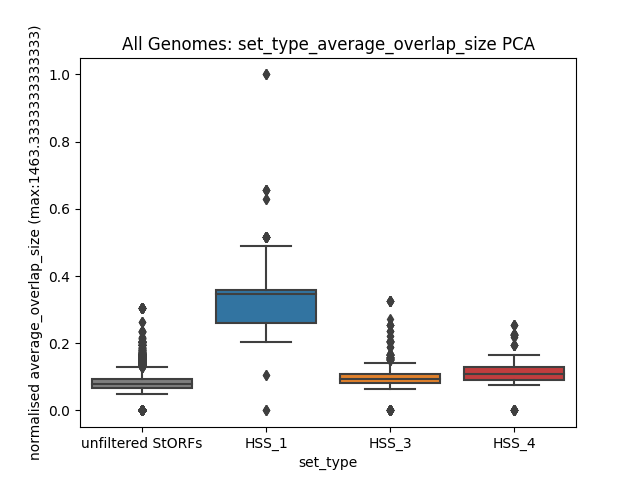 All Genomes: set_type_average_overlap_size PCA
normalised average_overlap_size (max:1463.3333333333333)
1.0
0.8
0.6
0.4
0.2
0.0
unfiltered StORFs HSS_1 HSS_3 HSS_4
set_type